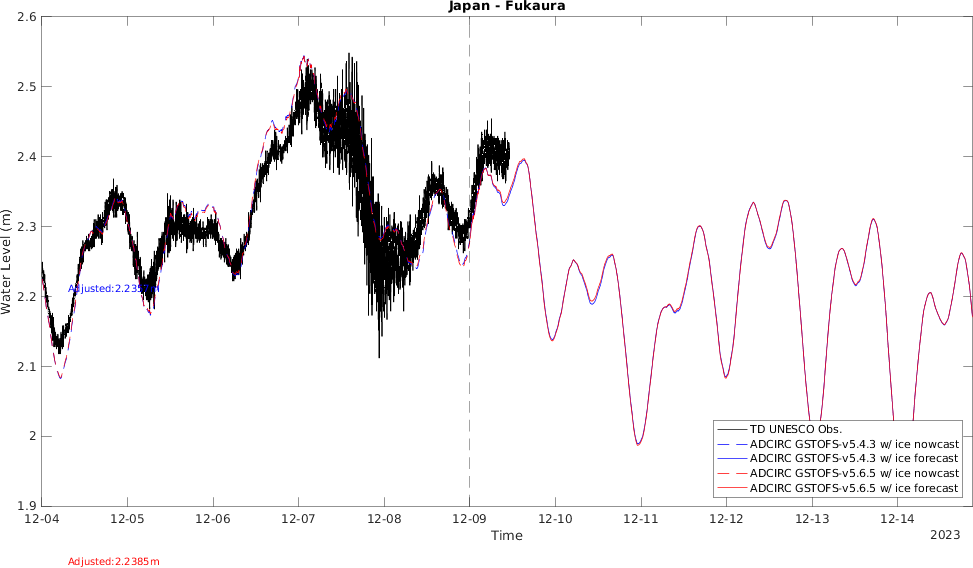 Japan - Fukaura
2.6
2.5
2.4
2.3
2.2
2.1
2
1.9
Water Level (m)
TD UNESCO Obs.
ADCIRC GSTOFS-v5.4.3 w/ ice nowcast
ADCIRC GSTOFS-v5.4.3 w/ ice forecast
ADCIRC GSTOFS-v5.6.5 w/ ice nowcast
ADCIRC GSTOFS-v5.6.5 w/ ice forecast
12-04 12-05 12-06 12-07 12-08 12-09 12-10 12-11 12-12 12-13 12-14
Time
2023
Adjusted:2.2385m